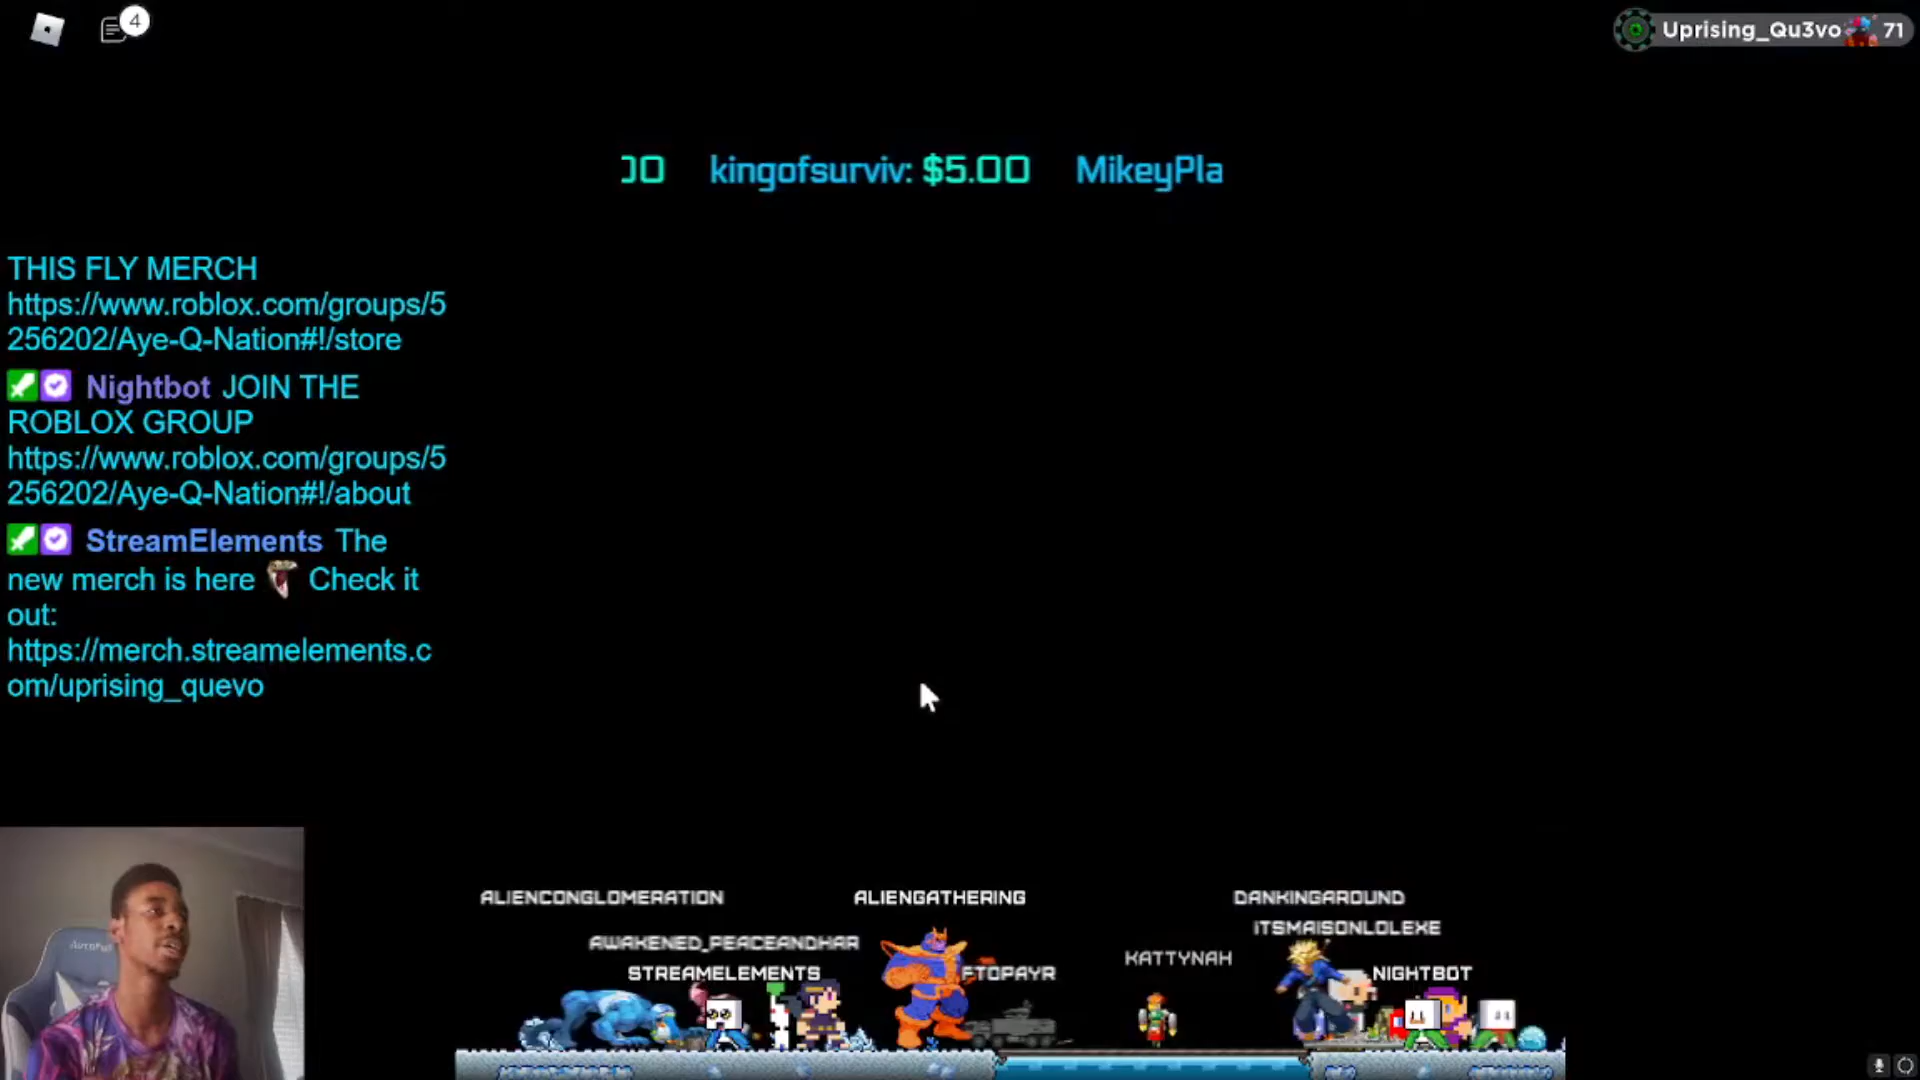 4
Uprising_Qu3vo 71
kingofsurviv: $5.00 MikeyPla
THIS FLY MERCH
https://www.roblox.com/groups/5
256202/Aye-Q-Nation#!/store
Nightbot JOIN THE
ROBLOX GROUP
https://www.roblox.com/groups/5
256202/Aye-Q-Nation#!/about
StreamElements The
new merch is here Check it
out:
https://merch.streamelements.c
om/uprising_quevo
ALIENCONGLOMERATION ALIENGATHERING DANKINGAROUND
ITSMAISONLOLEXE
AWAKENED_PEACEANDHAR
KATTYNAH
STREAMELEMENTS FTOPAYR NIGHTBOT